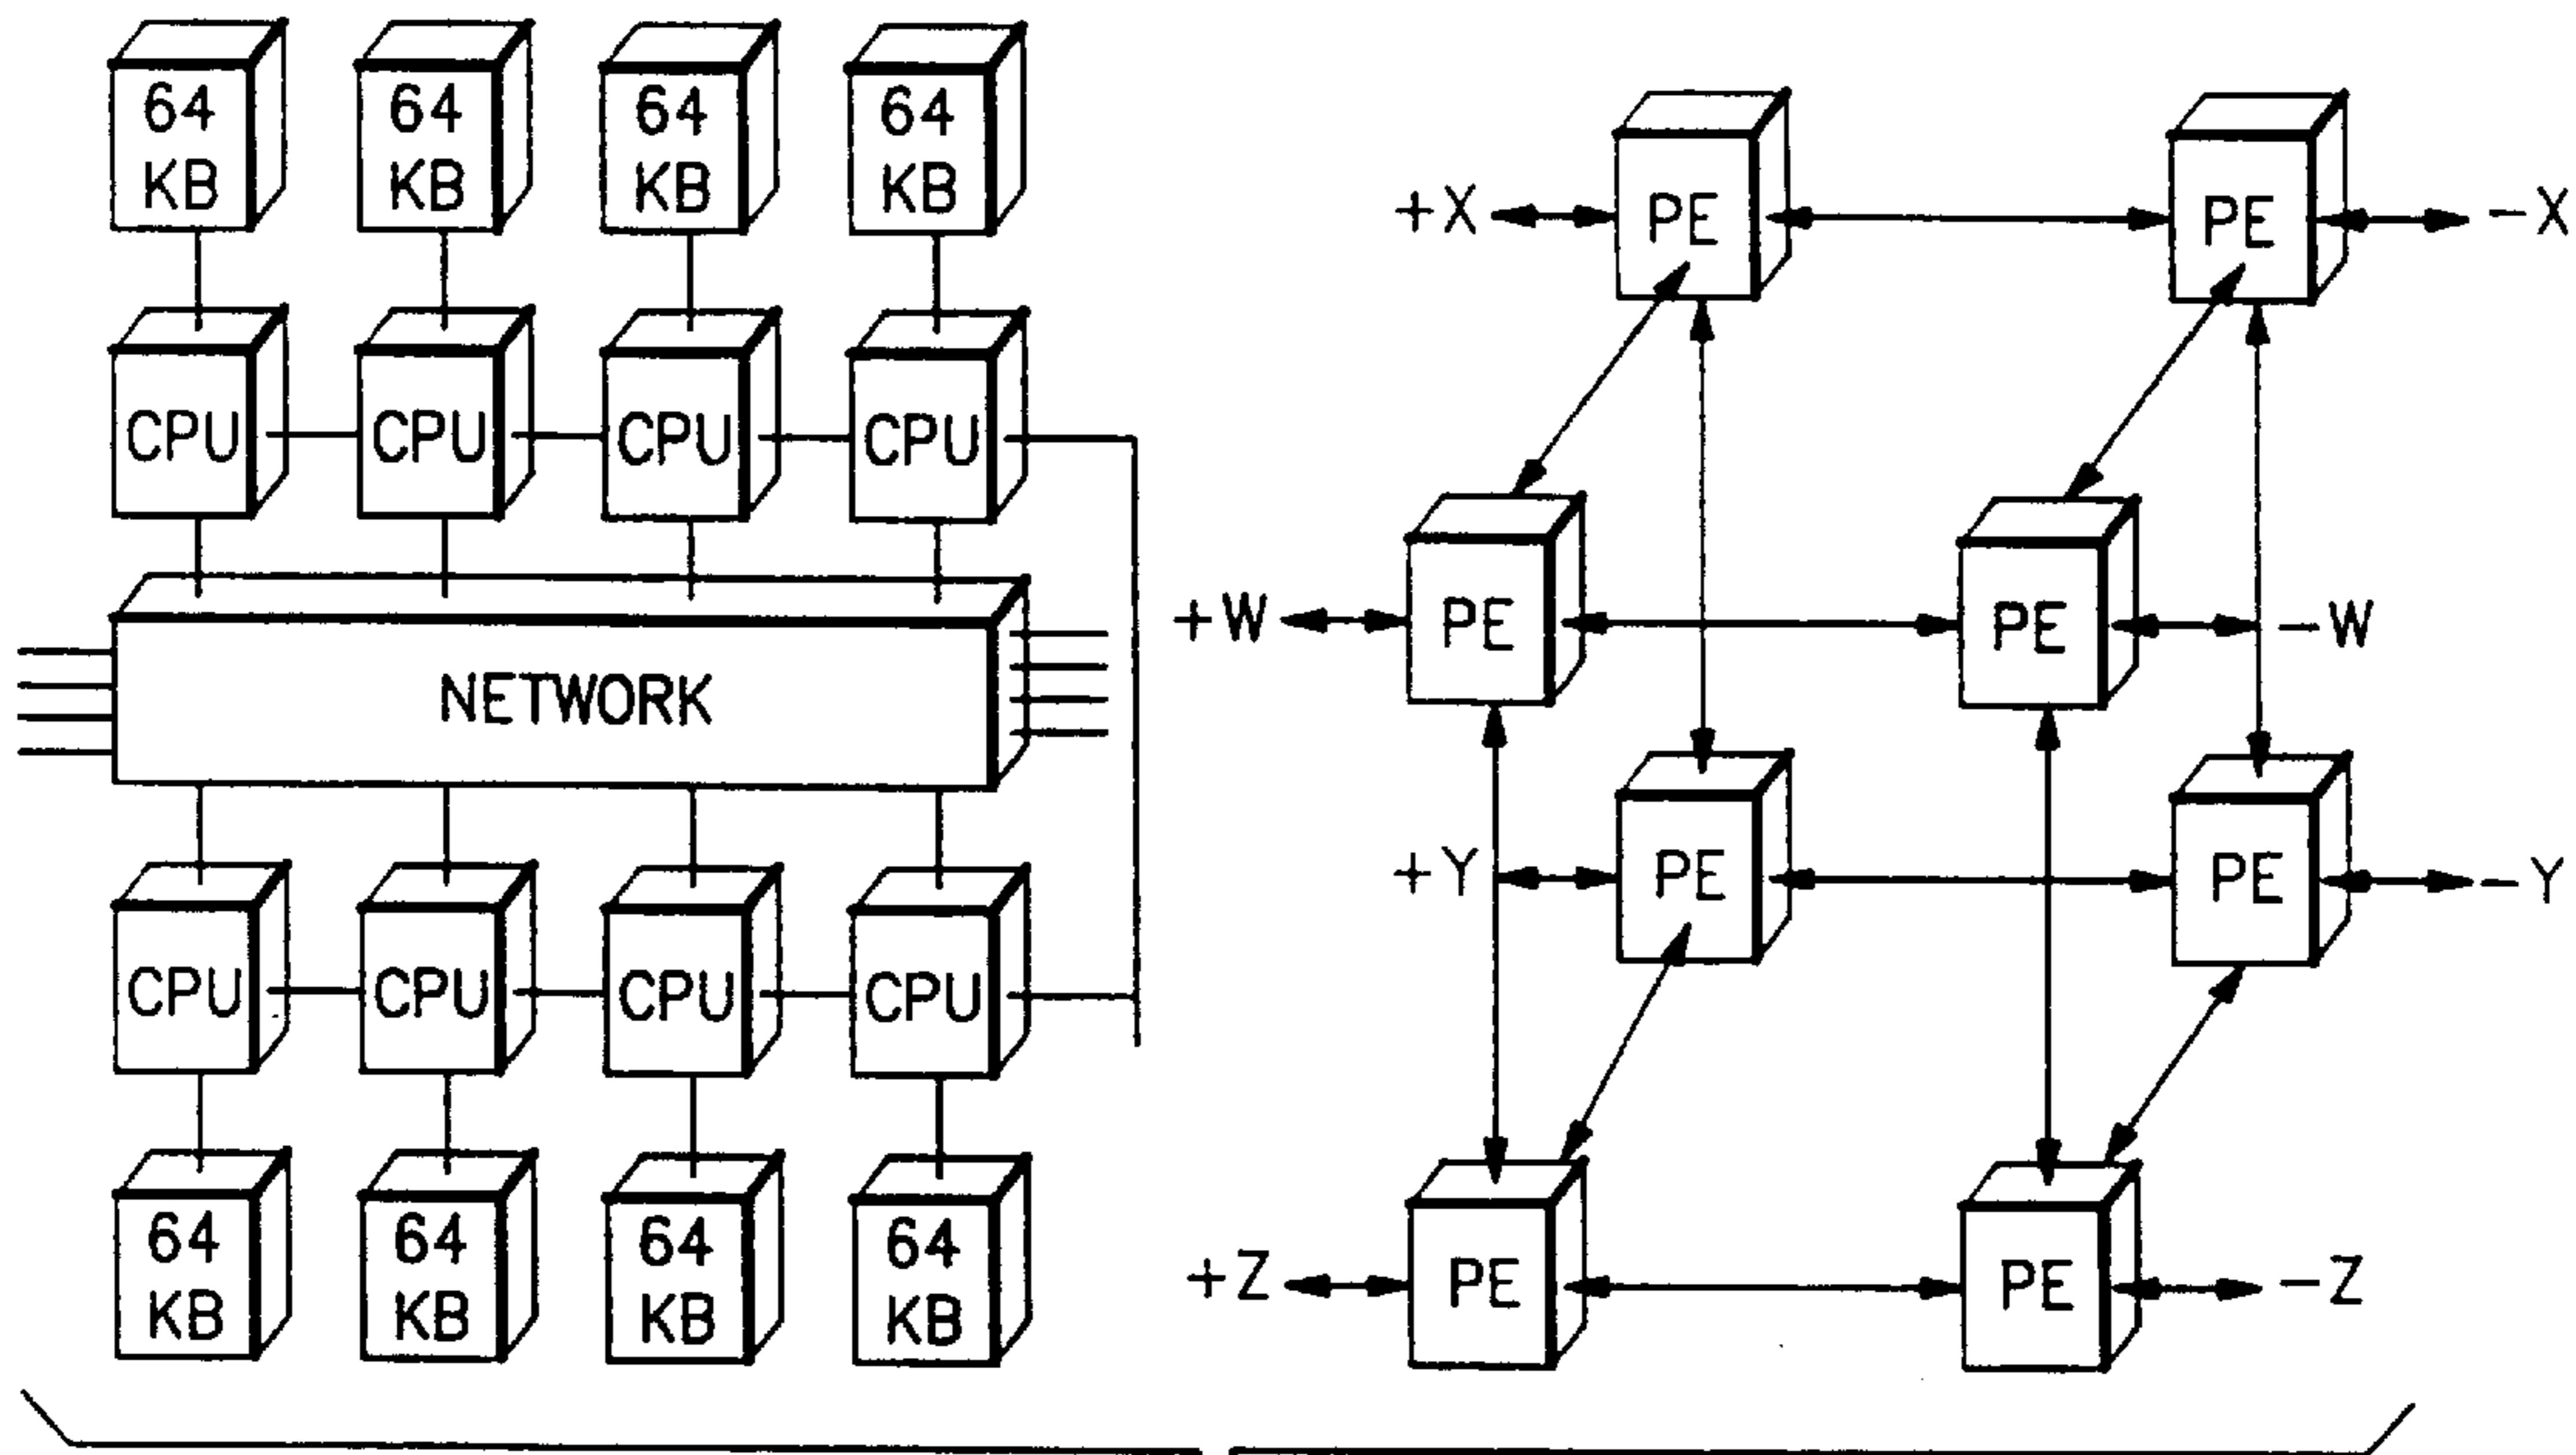 64 KB 64 KB 64 KB 64 KB
CPU CPU CPU CPU
NETWORK
CPU CPU CPU CPU
64 KB 64 KB 64 KB 64 KB
+X PE PE -X
+W PE PE -W
+Y PE PE -Y
+Z PE PE -Z